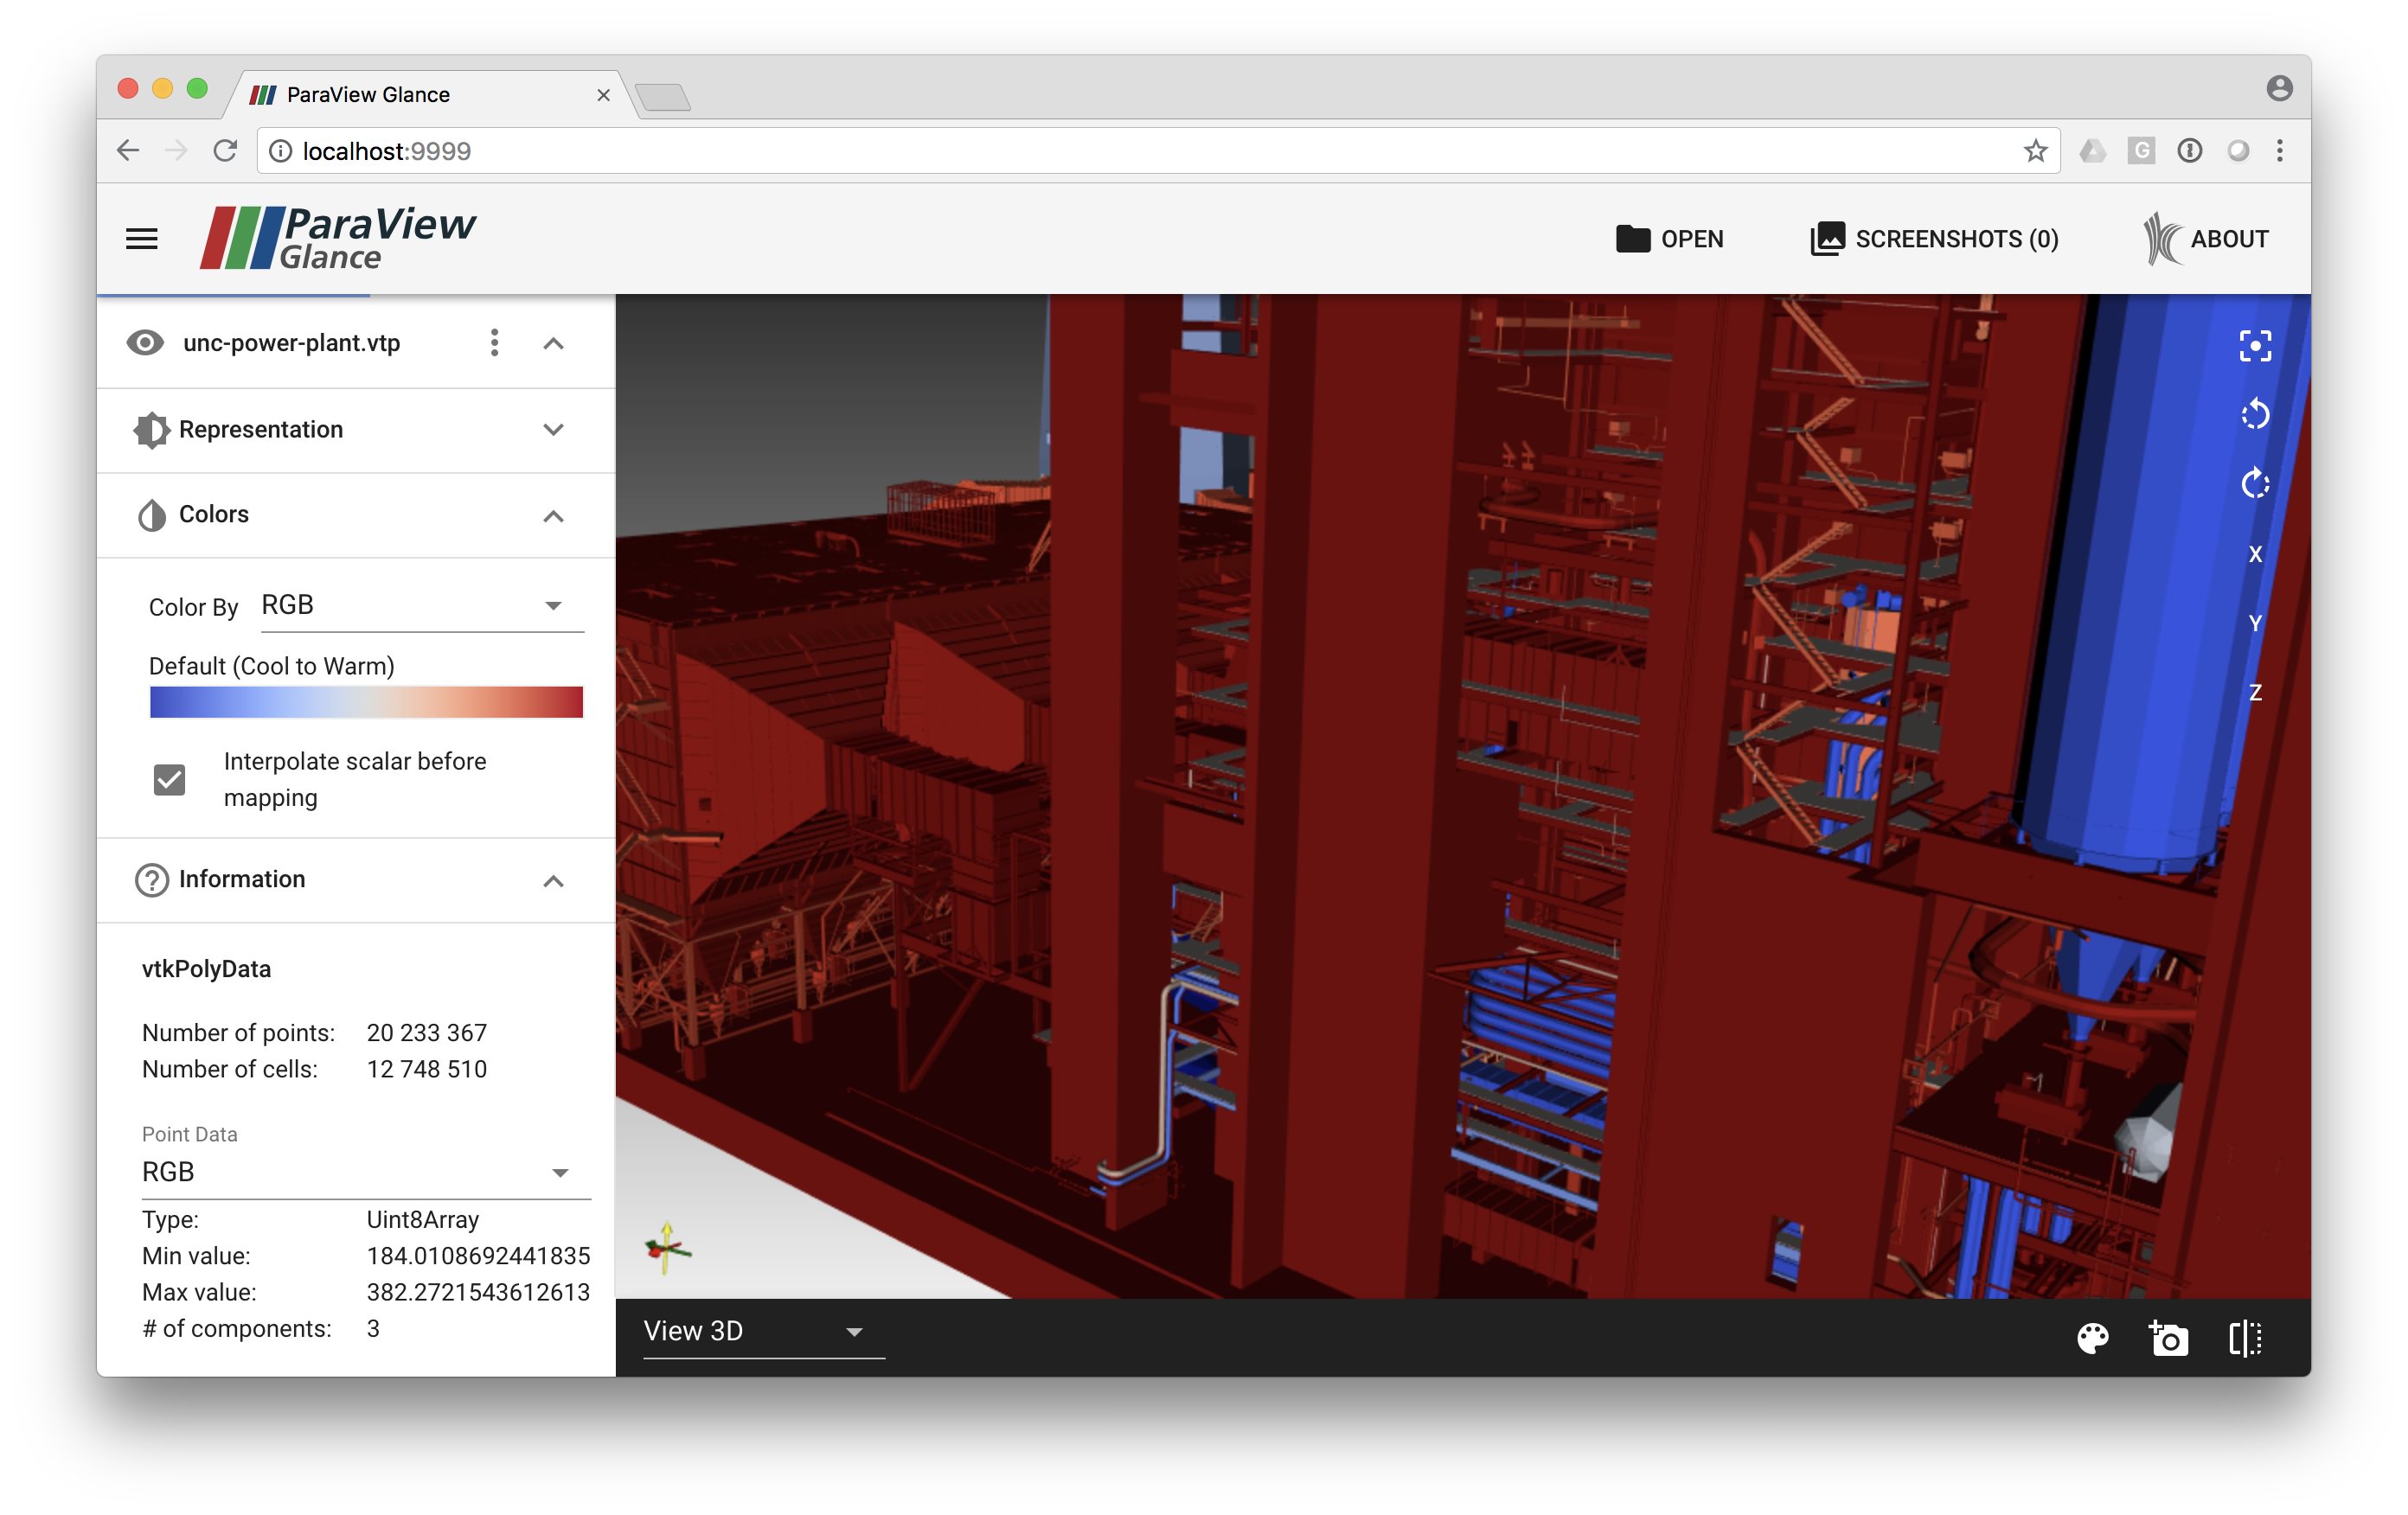 ParaView Glance
localhost:9999
G
ParaView
Glance
OPEN
SCREENSHOTS (0)
ABOUT
unc-power-plant.vtp
Representation
Colors
Color By RGB
Default (Cool to Warm)
Interpolate scalar before
mapping
Information
vtkPolyData
Number of points: 20 233 367
Number of cells: 12 748 510
Point Data
RGB
Type: Uint8Array
Min value: 184.0108692441835
Max value: 382.2721543612613
# of components: 3
X
Y
Z
View 3D